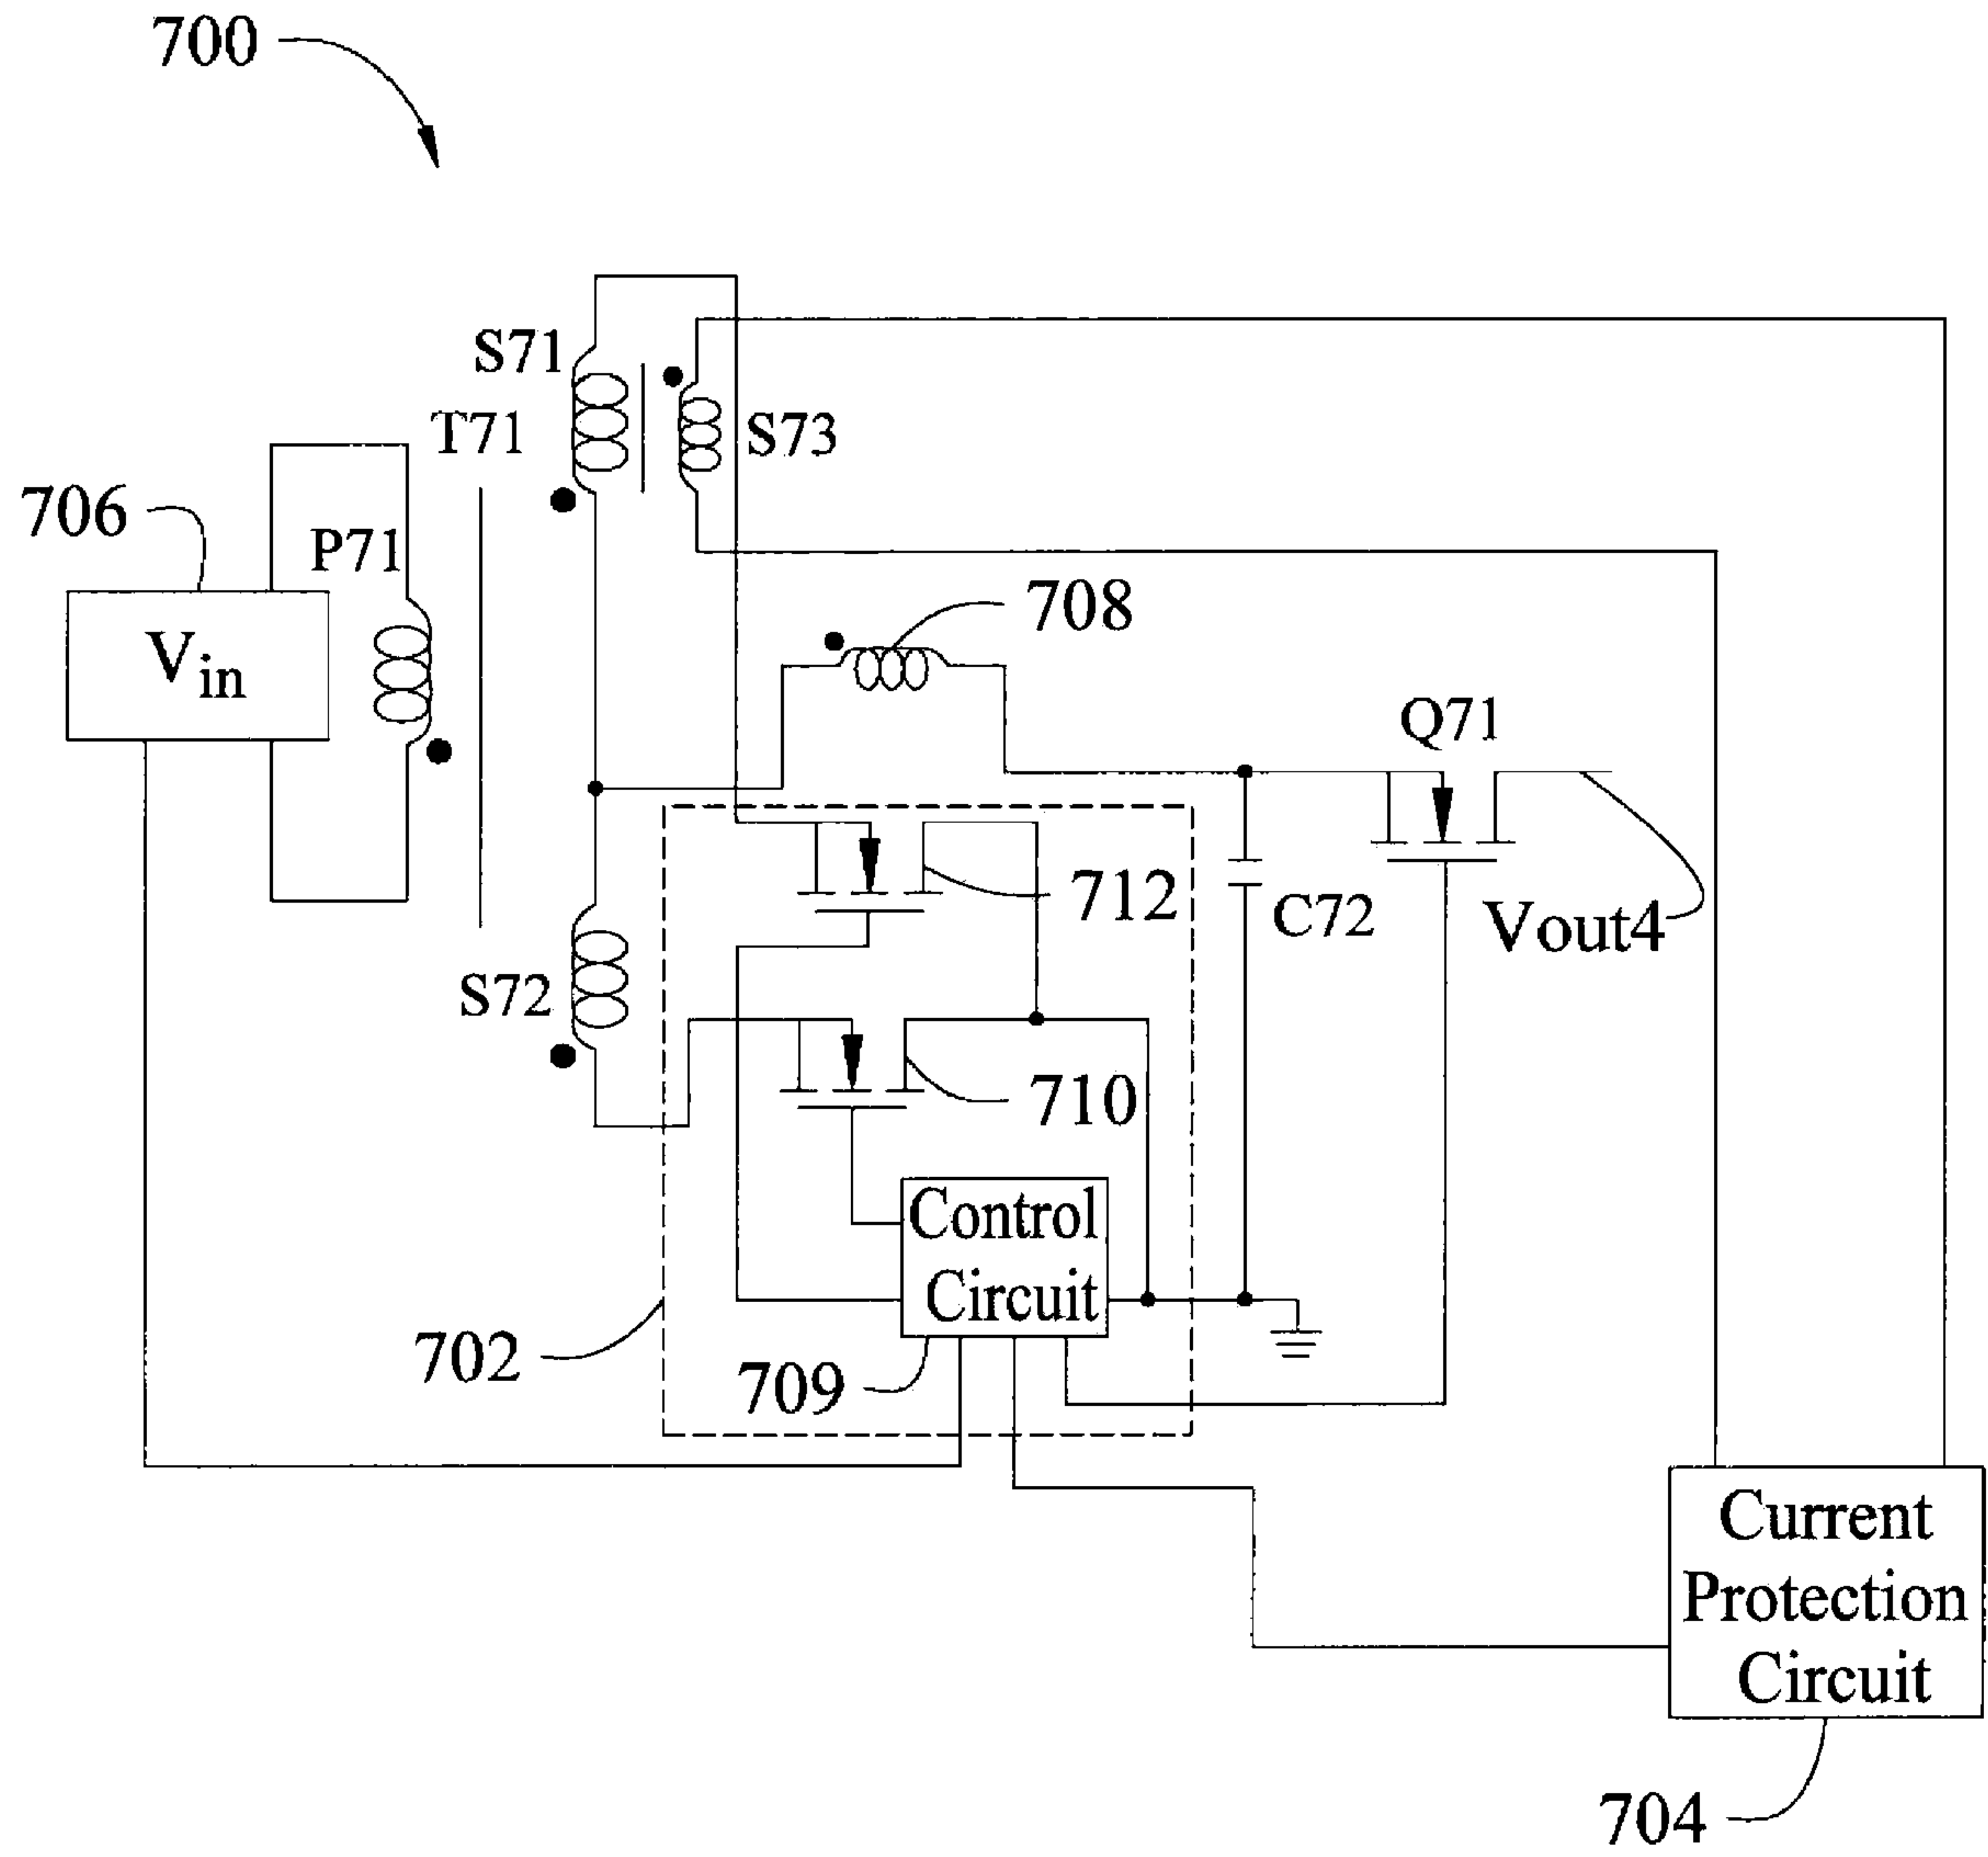 700
S71
T71
S73
706
P71
Vin
708
Q71
712
C72
Vout4
S72
710
Control
Circuit
702
709
Current
Protection
Circuit
704